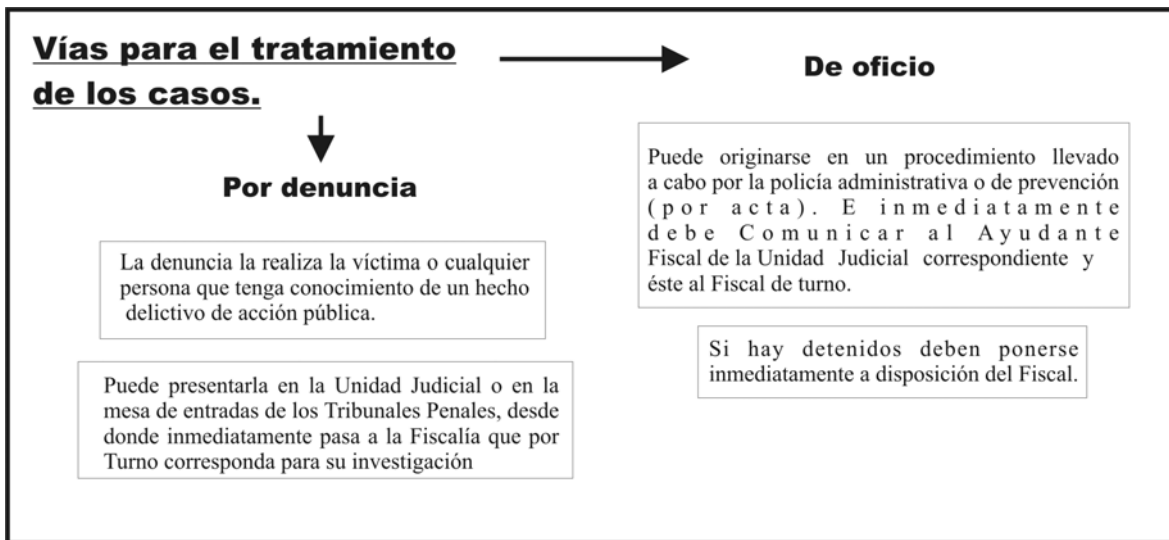 Vías para el tratamiento
de los casos.
Por denuncia
La denuncia la realiza la víctima o cualquier
persona que tenga conocimiento de un hecho
delictivo de acción pública.
Puede presentarla en la Unidad Judicial o en la
mesa de entradas de los Tribunales Penales, desde
donde inmediatamente pasa a la Fiscalía que por
Turno corresponda para su investigación
De oficio
Puede originarse en un procedimiento llevado
a cabo por la policía administrativa o de prevención
(por acta). E inmediatamente
debe Comunicar al Ayudante
Fiscal de la Unidad Judicial correspondiente y
éste al Fiscal de turno.
Si hay detenidos deben ponerse
inmediatamente a disposición del Fiscal.